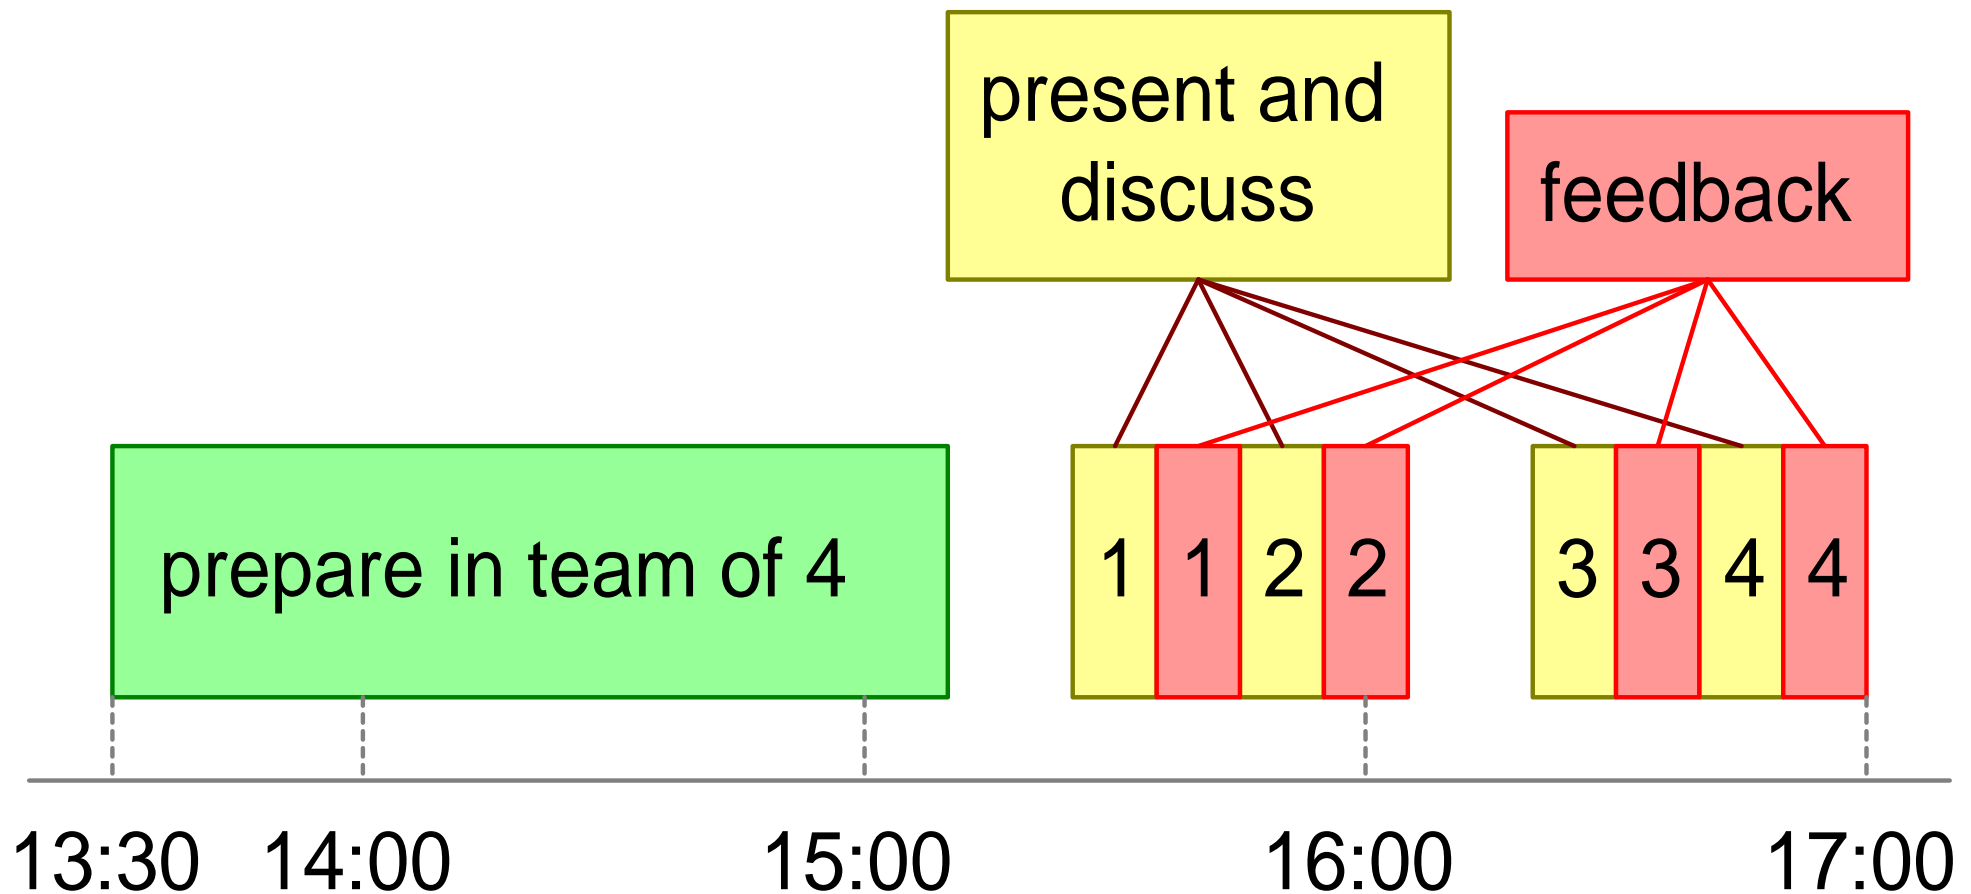 present and
discuss
feedback
prepare in team of 4
1 1 2 2 3 3 4 4
13:30 14:00 15:00 16:00 17:00